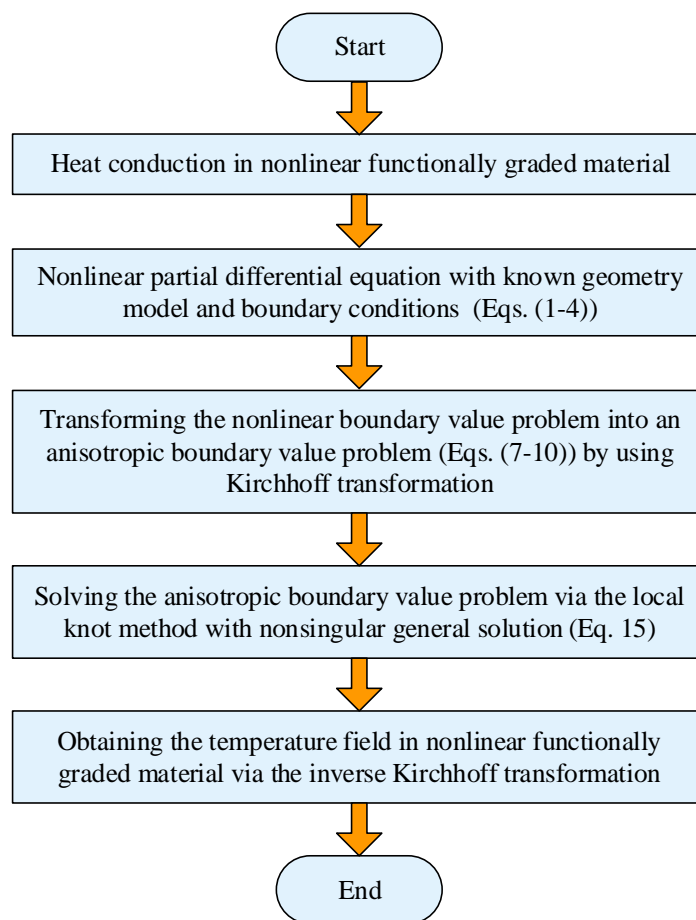 Start
Heat conduction in nonlinear functionally graded material
Nonlinear partial differential equation with known geometry
model and boundary conditions (Eqs. (1-4))
Transforming the nonlinear boundary value problem into an
anisotropic boundary value problem (Eqs. (7-10)) by using
Kirchhoff transformation
Solving the anisotropic boundary value problem via the local
knot method with nonsingular general solution (Eq. 15)
Obtaining the temperature field in nonlinear functionally
graded material via the inverse Kirchhoff transformation
End